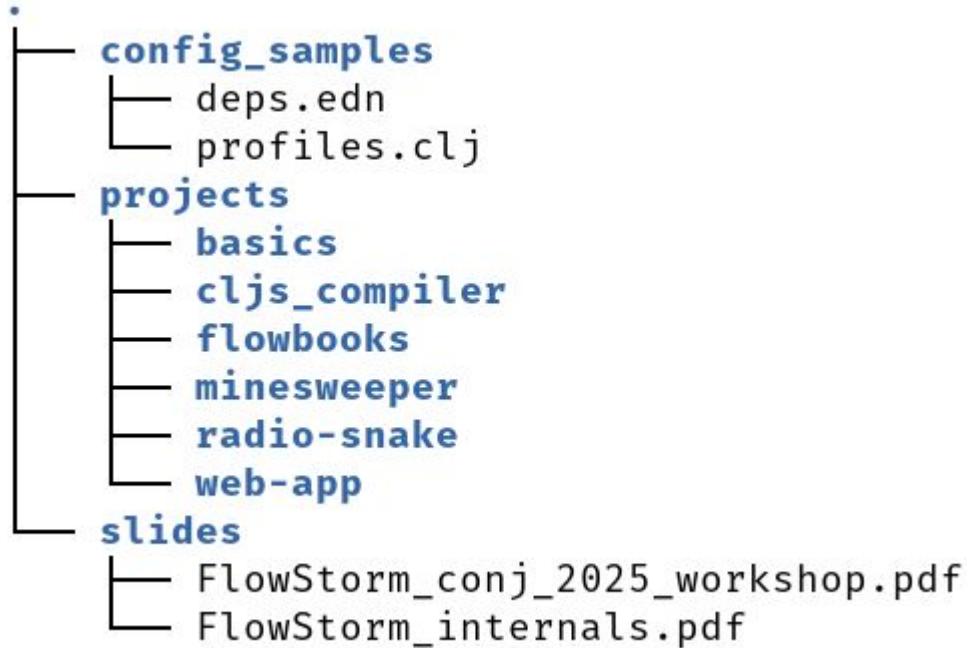 .
config_samples
deps.edn
profiles.clj
projects
basics
cljs_compiler
flowbooks
minesweeper
radio-snake
web-app
slides
FlowStorm_conj_2025_workshop.pdf
FlowStorm_internals.pdf